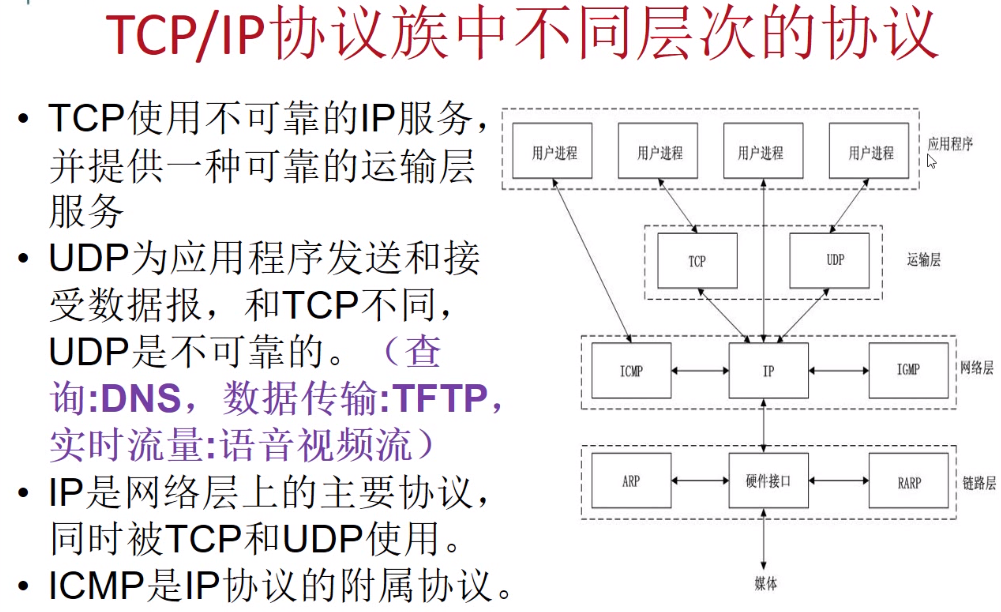 TCP/IP协议族中不同层次的协议
• TCP使用不可靠的IP服务，
并提供一种可靠的运输层
服务
• UDP为应用程序发送和接
受数据报，和TCP不同，
UDP是不可靠的。（查
询:DNS，数据传输:TFTP，
实时流量:语音视频流）
• IP是网络层上的主要协议，
同时被TCP和UDP使用。
• ICMP是IP协议的附属协议。
用户进程 用户进程 用户进程 用户进程 应用程序
TCP UDP 运输层
ICMP IP IGMP 网络层
ARP 硬件接口 RARP 链路层
媒体